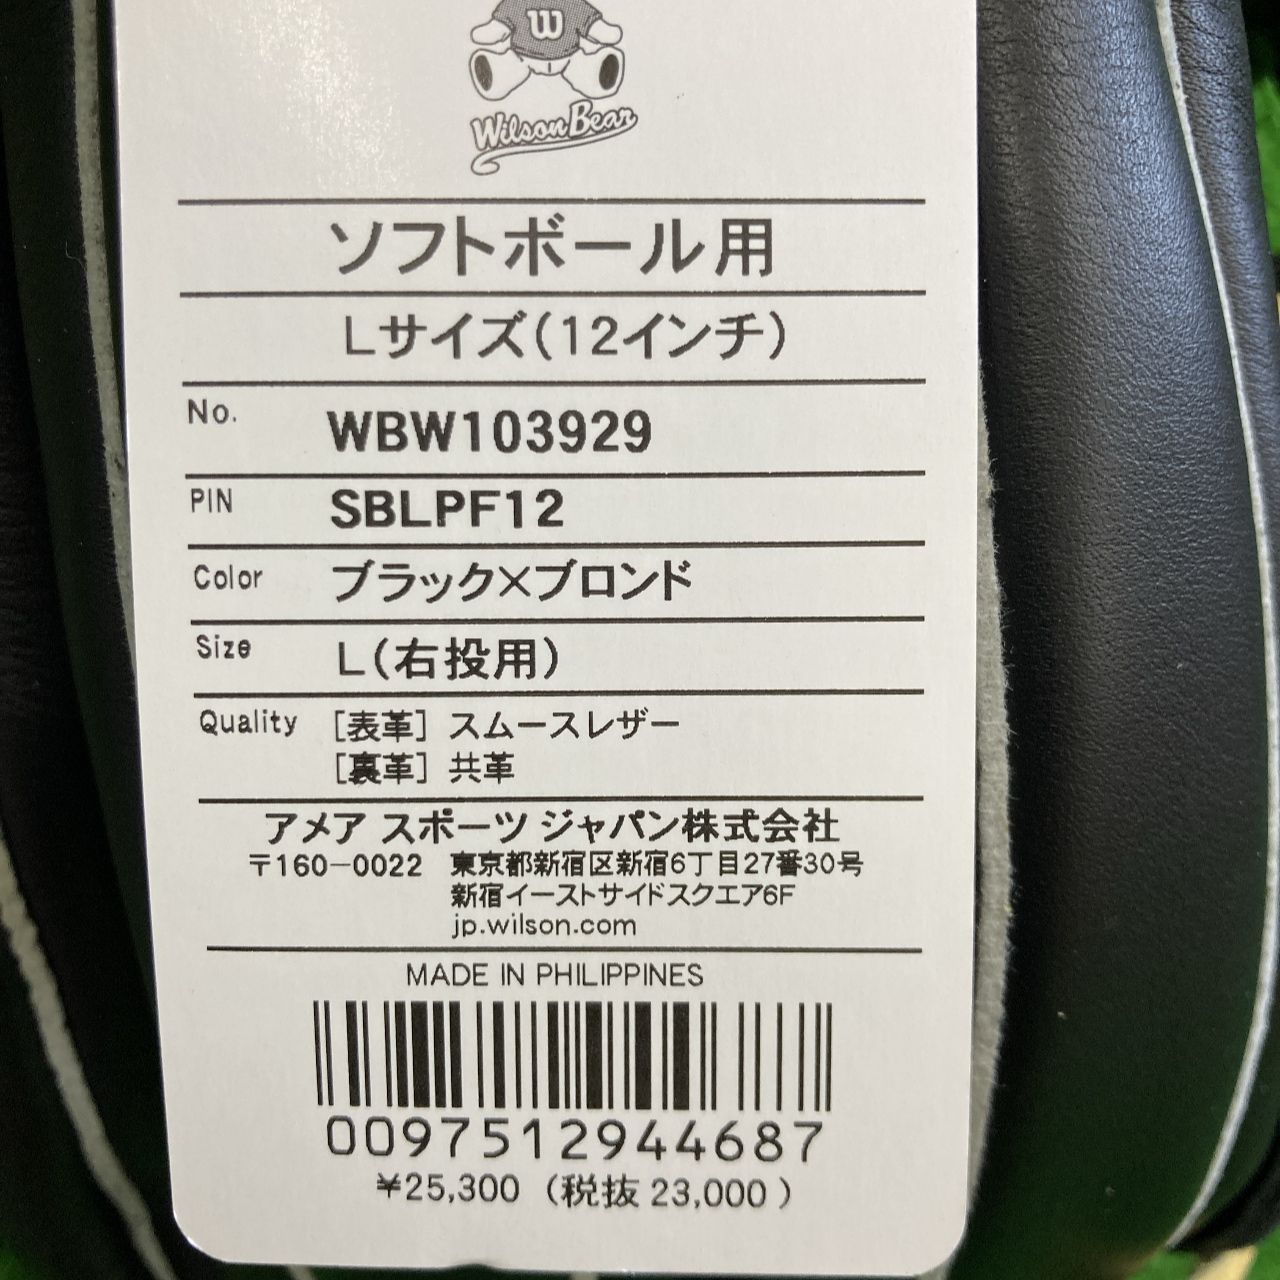 W
Wilson Bear
ソフトボール用
Lサイズ(12インチ)
No. WBW103929
PIN SBLPF12
Color ブラック×ブロンド
Size L(右投用)
Quality [表革] スムースレザー
[裏革] 共革
アメア スポーツ ジャパン株式会社
〒160-0022 東京都新宿区新宿6丁目27番30号
新宿イーストサイドスクエア6F
jp.wilson.com
MADE IN PHILIPPINES
0097512944687
¥25,300 (税抜 23,000)